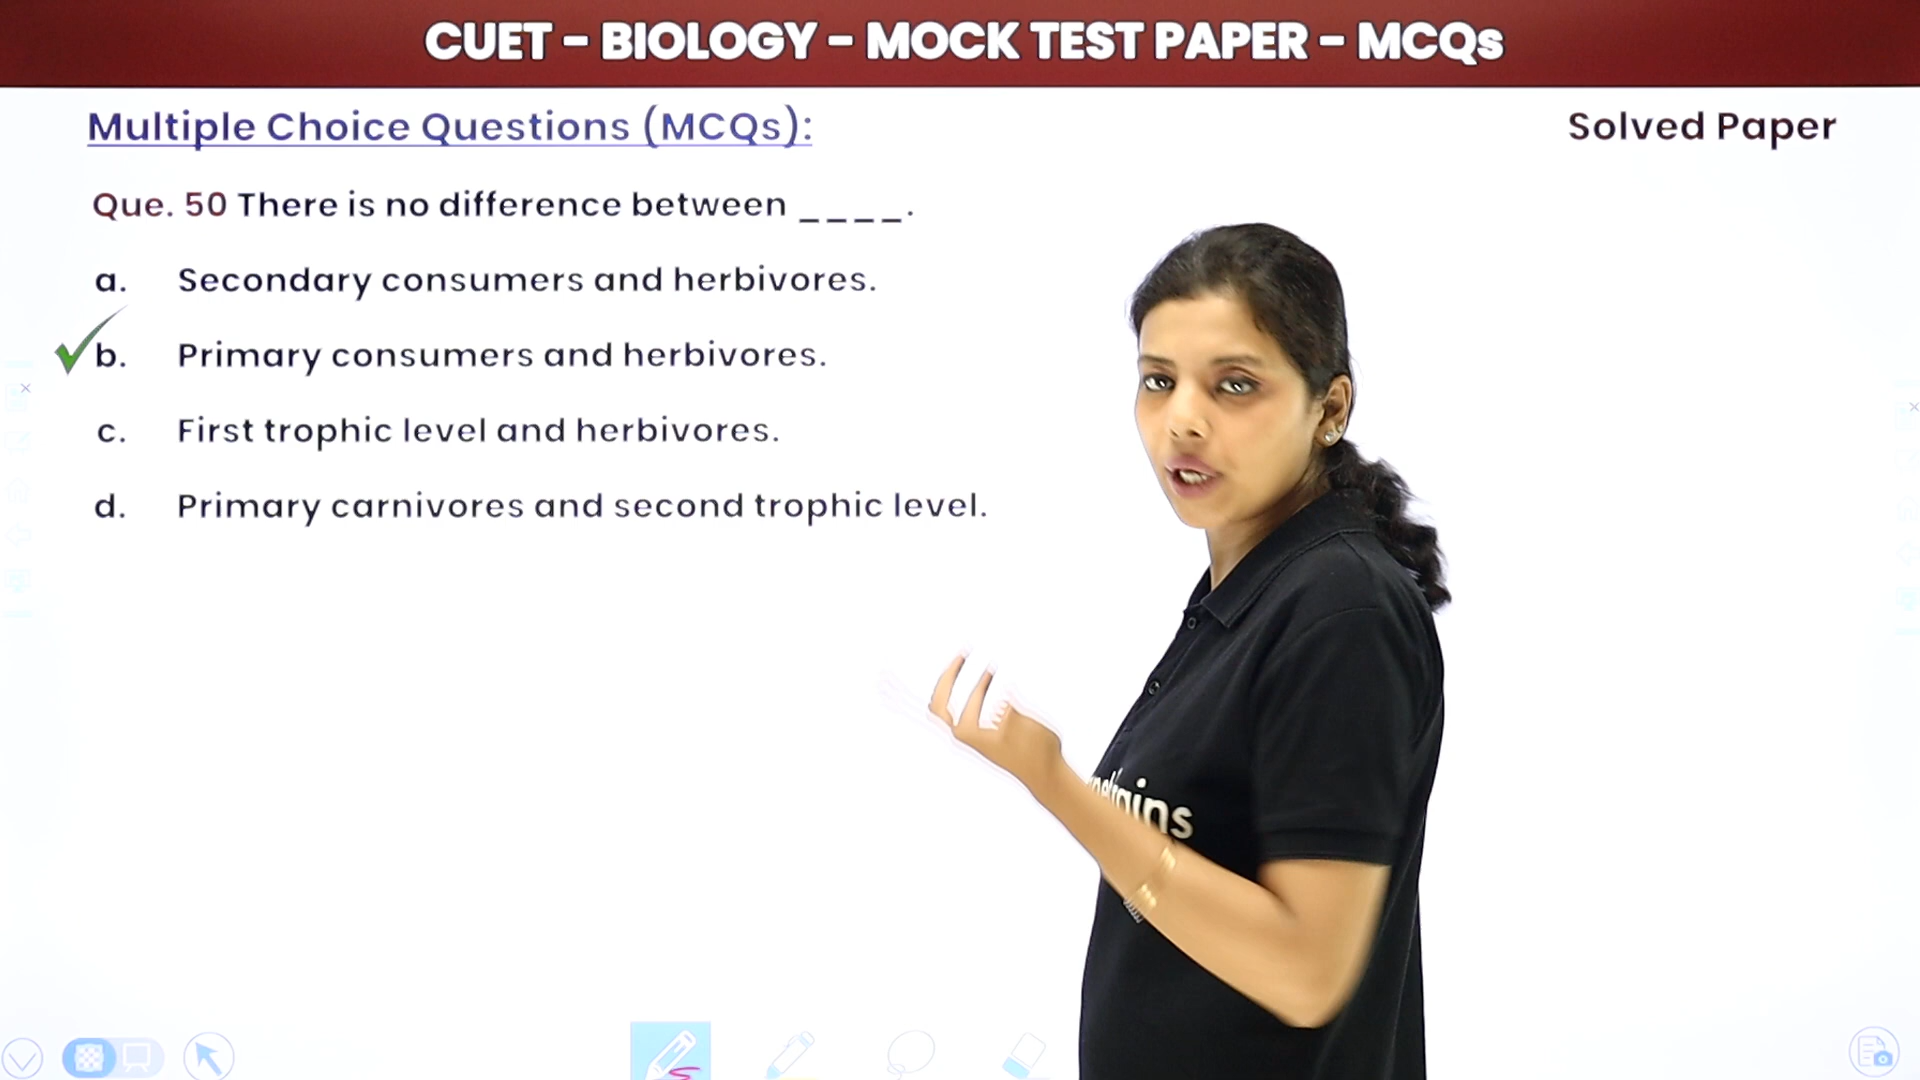 CUET - BIOLOGY - MOCK TEST PAPER - MCQs
Multiple Choice Questions (MCQs):
Solved Paper
Que. 50 There is no difference between ____.
a. Secondary consumers and herbivores.
b. Primary consumers and herbivores.
c. First trophic level and herbivores.
d. Primary carnivores and second trophic level.